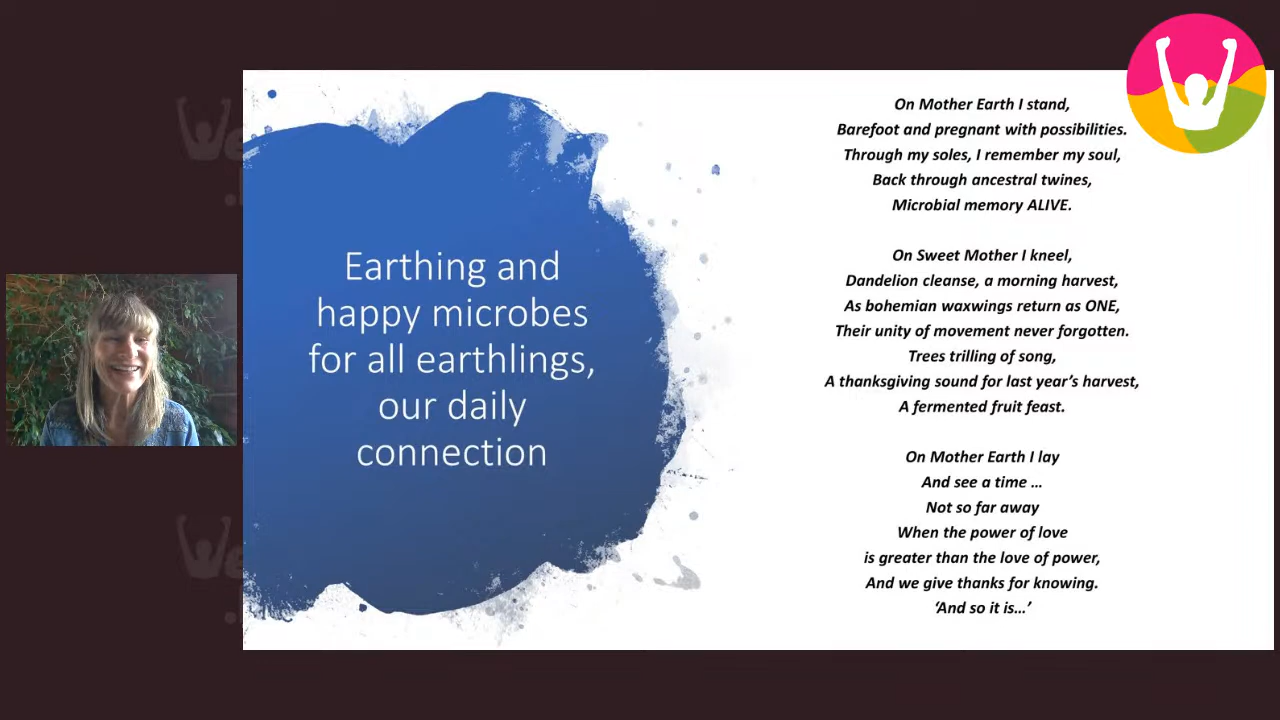 Earthing and
happy microbes
for all earthlings,
our daily
connection
On Mother Earth I stand,
Barefoot and pregnant with possibilities.
Through my soles, I remember my soul,
Back through ancestral twines,
Microbial memory ALIVE.
On Sweet Mother I kneel,
Dandelion cleanse, a morning harvest,
As bohemian waxwings return as ONE,
Their unity of movement never forgotten.
Trees trilling of song,
A thanksgiving sound for last year’s harvest,
A fermented fruit feast.
On Mother Earth I lay
And see a time …
Not so far away
When the power of love
is greater than the love of power,
And we give thanks for knowing.
‘And so it is…’